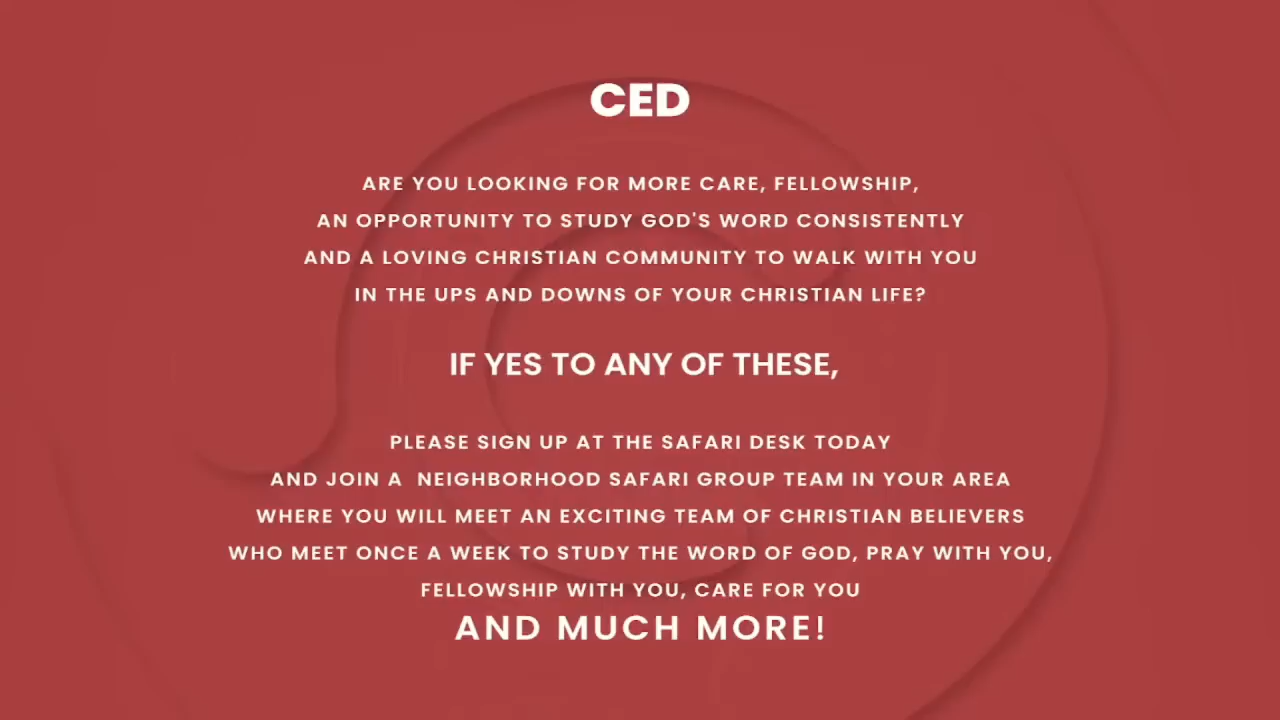 CED
ARE YOU LOOKING FOR MORE CARE, FELLOWSHIP,
AN OPPORTUNITY TO STUDY GOD'S WORD CONSISTENTLY
AND A LOVING CHRISTIAN COMMUNITY TO WALK WITH YOU
IN THE UPS AND DOWNS OF YOUR CHRISTIAN LIFE?
IF YES TO ANY OF THESE,
PLEASE SIGN UP AT THE SAFARI DESK TODAY
AND JOIN A  NEIGHBORHOOD SAFARI GROUP TEAM IN YOUR AREA
WHERE YOU WILL MEET AN EXCITING TEAM OF CHRISTIAN BELIEVERS
WHO MEET ONCE A WEEK TO STUDY THE WORD OF GOD, PRAY WITH YOU,
FELLOWSHIP WITH YOU, CARE FOR YOU
AND MUCH MORE!